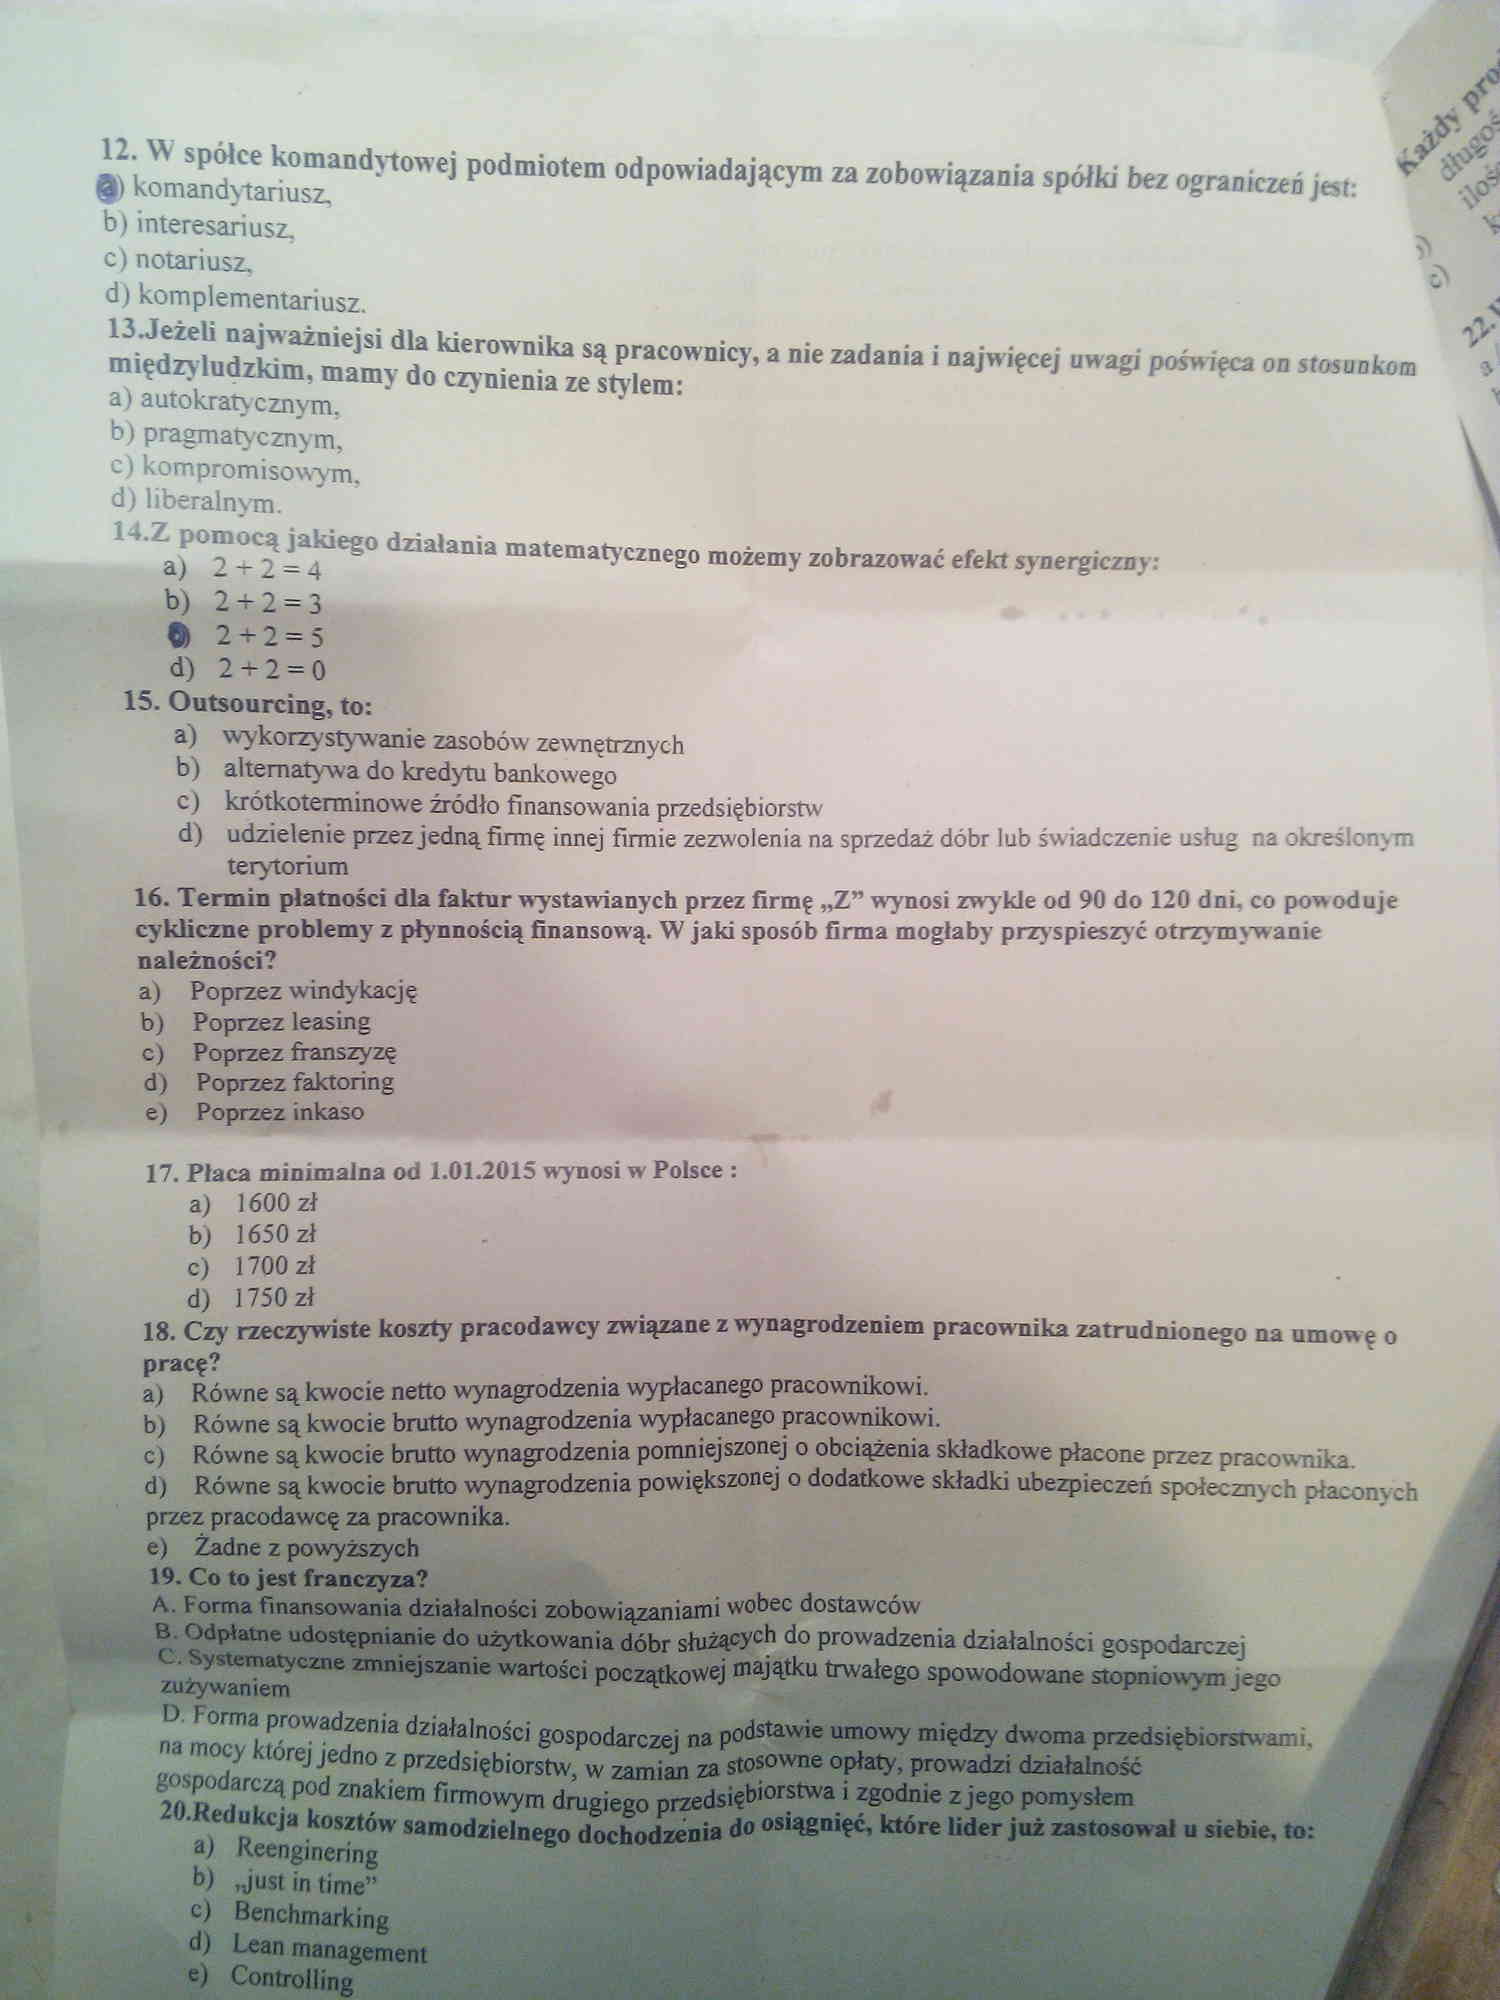 12. W spółce komandytowej podmiotem odpowiadającym za zobowiązania spółki bez ograniczeń jest:
a) komandytariusz,
b) interesariusz,
c) notariusz,
d) komplementariusz.
13.Jeżeli najważniejsi dla kierownika są pracownicy, a nie zadania i najwięcej uwagi poświęca on stosunkom
międzyludzkim, mamy do czynienia ze stylem:
a) autokratycznym,
b) pragmatycznym,
c) kompromisowym,
d) liberalnym.
14.Z pomocą jakiego działania matematycznego możemy zobrazować efekt synergiczny:
a) 2 + 2 = 4
b) 2 + 2 = 3
2 + 2 = 5
d) 2 + 2 = 0
15. Outsourcing, to:
a) wykorzystywanie zasobów zewnętrznych
b) alternatywa do kredytu bankowego
c) krótkoterminowe źródło finansowania przedsiębiorstw
d) udzielenie przez jedną firmę innej firmie zezwolenia na sprzedaż dóbr lub świadczenie usług na określonym
terytorium
16. Termin płatności dla faktur wystawianych przez firmę „Z” wynosi zwykle od 90 do 120 dni, co powoduje
cykliczne problemy z płynnością finansową. W jaki sposób firma mogłaby przyspieszyć otrzymywanie
należności?
a) Poprzez windykację
b) Poprzez leasing
c) Poprzez franszyzę
d) Poprzez faktoring
e) Poprzez inkaso
17. Płaca minimalna od 1.01.2015 wynosi w Polsce :
a) 1600 zł
b) 1650 zł
c) 1700 zł
d) 1750 zł
18. Czy rzeczywiste koszty pracodawcy związane z wynagrodzeniem pracownika zatrudnionego na umowę o
pracę?
a) Równe są kwocie netto wynagrodzenia wypłacanego pracownikowi.
b) Równe są kwocie brutto wynagrodzenia wypłacanego pracownikowi.
c) Równe są kwocie brutto wynagrodzenia pomniejszonej o obciążenia składkowe płacone przez pracownika.
d) Równe są kwocie brutto wynagrodzenia powiększonej o dodatkowe składki ubezpieczeń społecznych płaconych
przez pracodawcę za pracownika.
e) Żadne z powyższych
19. Co to jest franczyza?
A. Forma finansowania działalności zobowiązaniami wobec dostawców
B. Odpłatne udostępnianie do użytkowania dóbr służących do prowadzenia działalności gospodarczej
C. Systematyczne zmniejszanie wartości początkowej majątku trwałego spowodowane stopniowym jego
zużywaniem
D. Forma prowadzenia działalności gospodarczej na podstawie umowy między dwoma przedsiębiorstwami,
na mocy której jedno z przedsiębiorstw, w zamian za stosowne opłaty, prowadzi działalność
gospodarczą pod znakiem firmowym drugiego przedsiębiorstwa i zgodnie z jego pomysłem
20.Redukcja kosztów samodzielnego dochodzenia do osiągnięć, które lider już zastosował u siebie, to:
a) Reenginering
b) „just in time”
c) Benchmarking
d) Lean management
e) Controlling
Każdy
c)
22.